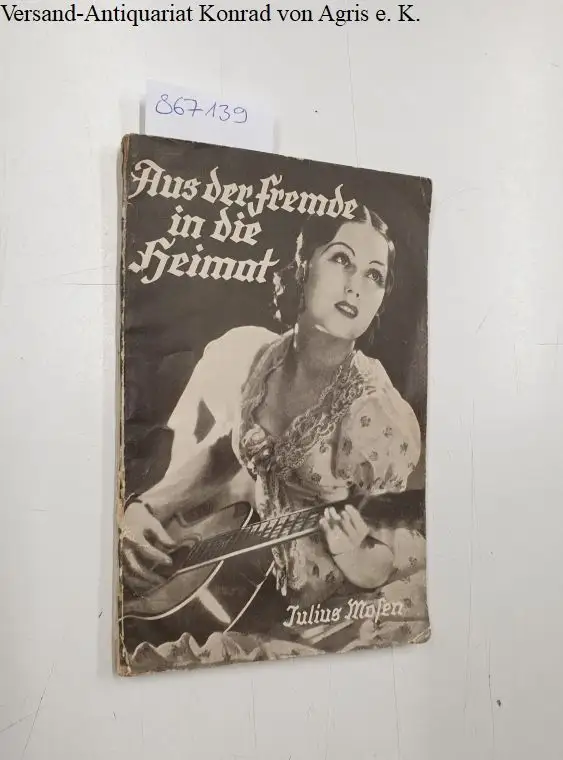 Versand-Antiquariat Konrad von Agris e. K.
867139
Aus der Fremde
in die
Heimat
Julius Mosen